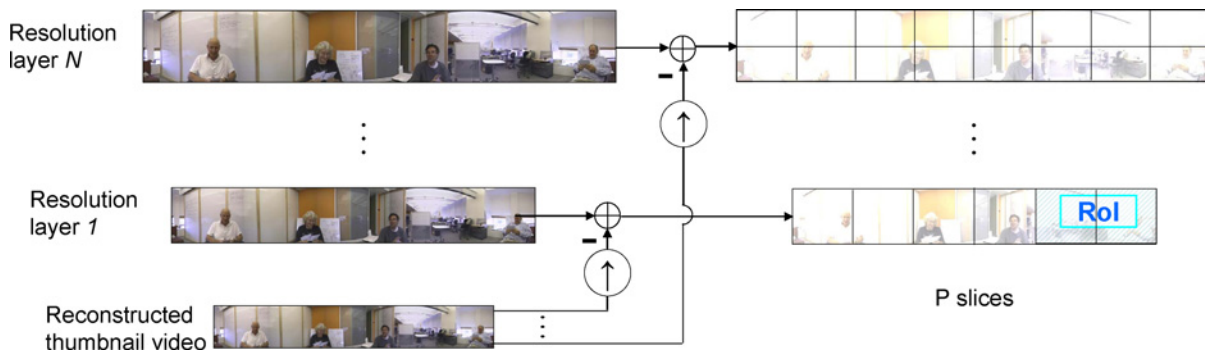 Resolution
layer N
Resolution
layer 1
RoI
P slices
Reconstructed
thumbnail video